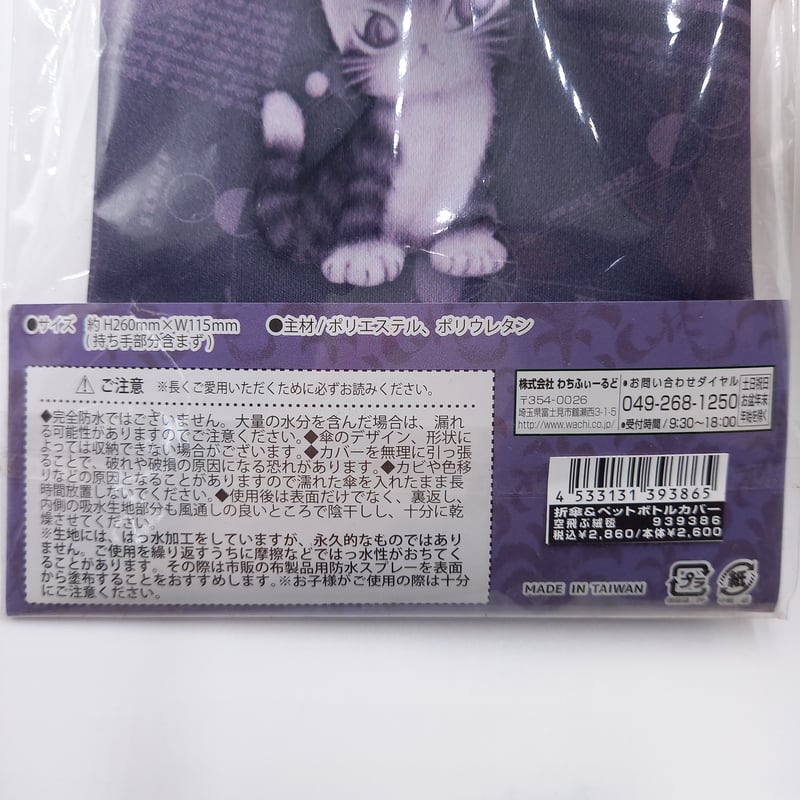 ●サイズ 約 H260mm×W115mm ●主材/ポリエステル、ポリウレタン
(持ち手部分含まず)
⚠ ご注意 ※長くご愛用いただくために必ずお読みください。
◆完全防水ではございません。大量の水分を含んだ場合は、漏れ
る可能性がありますのでご注意ください。◆傘のデザイン、形状に
よっては収納できない場合がございます。◆カバーを無理に引っ張
ることで、破れや破損の原因になる恐れがあります。◆カビや色移
りなどの原因となることがありますので濡れた傘を入れたまま長
時間放置しないでください。◆使用後は表面だけでなく、裏返し、
内側の吸水生地部分も風通しの良いところで陰干しし、十分に乾
燥させてください。
※生地には、はっ水加工をしていますが、永久的なものではありま
せん。ご使用を繰り返すうちに摩擦などではっ水性がおちてく
ることがあります。その際は市販の布製品用防水スプレーを表面
から塗布することをおすすめします。※お子様がご使用の際は十分
にご注意ください。
株式会社 わちふぃーるど
〒354-0026
埼玉県富士見市鶴瀬西3-1-5
http://www.wachi.co.jp/
●お問い合わせダイヤル
049-268-1250
●受付時間/9:30〜18:00
土日祝日
お盆年末
年始を除く
4 533131 393865
折傘&ペットボトルカバー
空飛ぶ絨毯 939386
税込¥2,860/本体¥2,600
MADE IN TAIWAN
プラ
紙